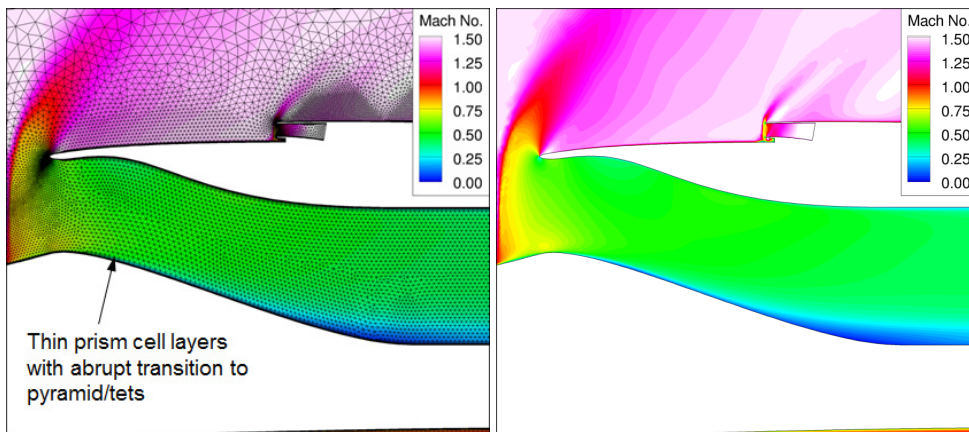 Mach No.
1.50
1.25
1.00
0.75
0.50
0.25
0.00
Thin prism cell layers
with abrupt transition to
pyramid/tets
Mach No.
1.50
1.25
1.00
0.75
0.50
0.25
0.00